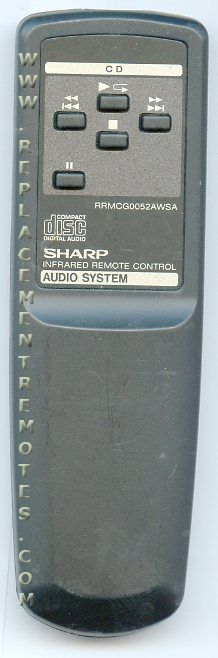 CD
RRMCG0052AWSA
COMPACT
disc
DIGITAL AUDIO
SHARP
INFRARED REMOTE CONTROL
AUDIO SYSTEM
WWW.REPLACEMENTREMOTES.COM